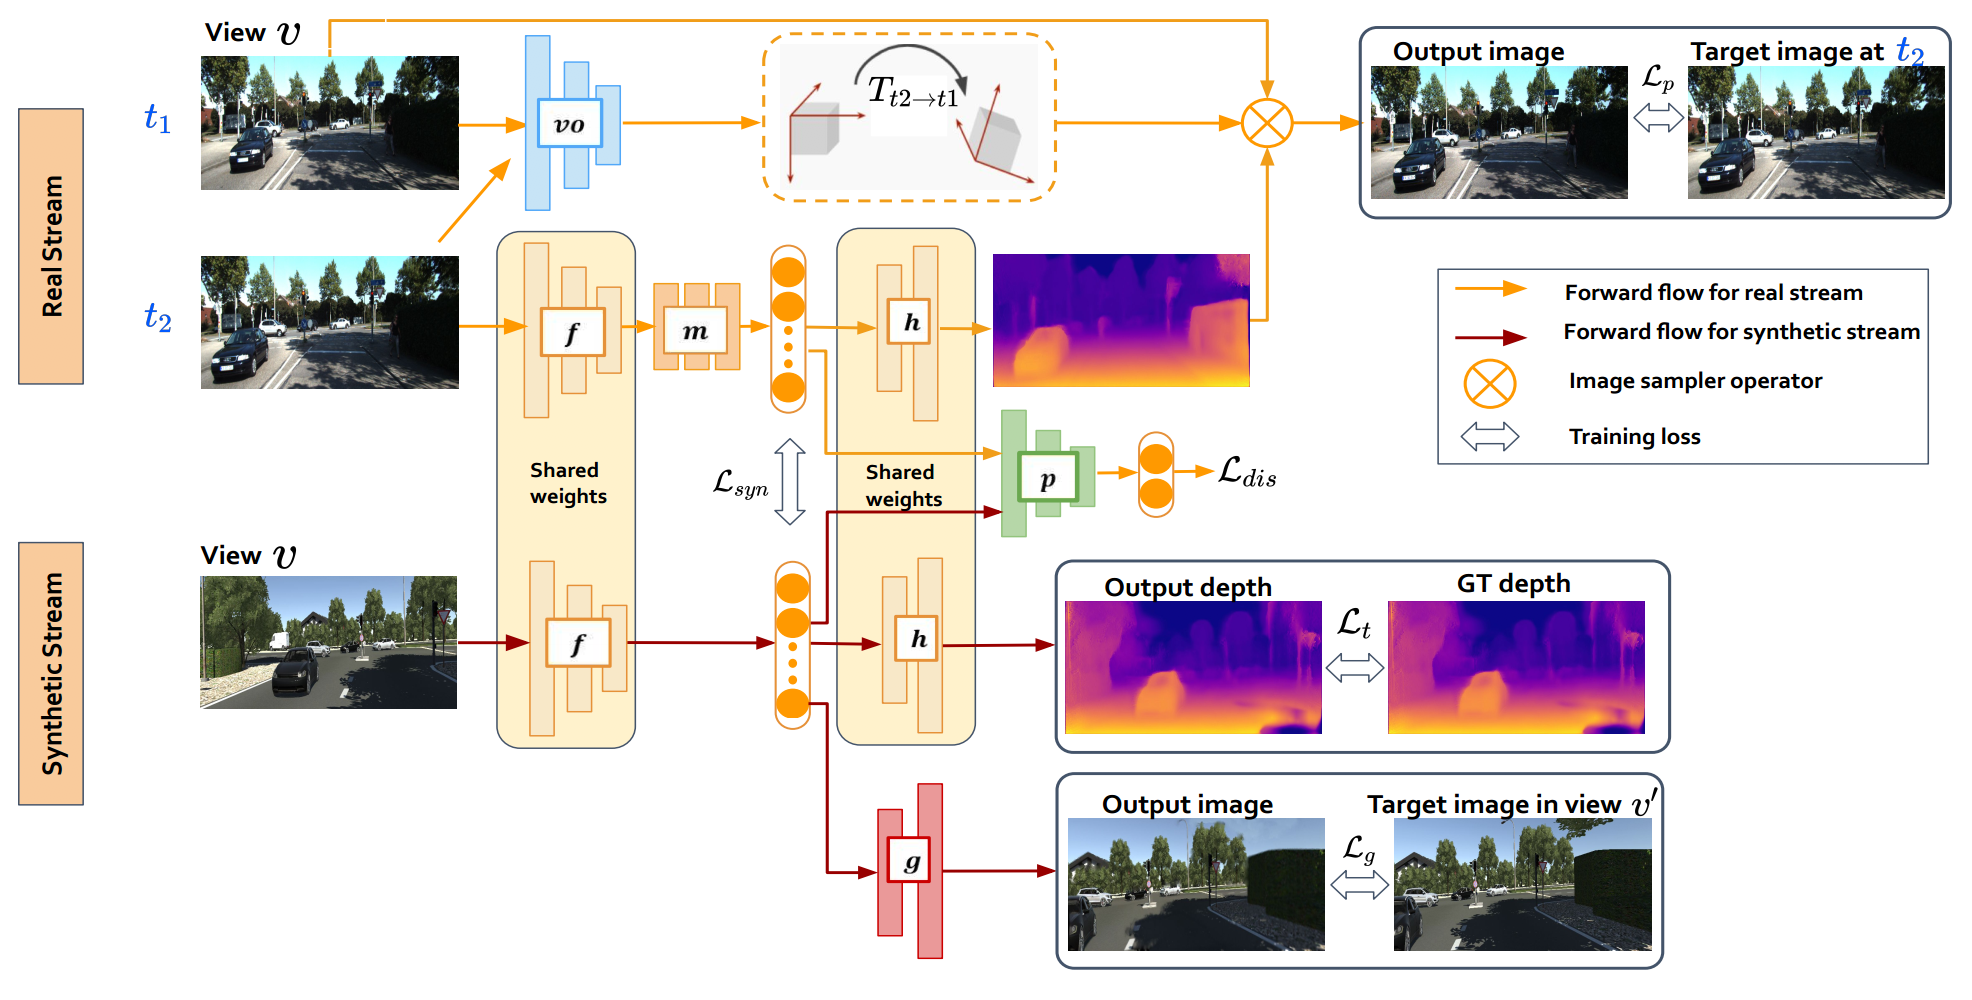 View v
t1
t2
Real Stream
vo
T t2→t1
Output image
Target image at t2
ℒp
f
m
h
Shared
weights
Shared
weights
ℒsyn
p
ℒdis
Forward flow for real stream
Forward flow for synthetic stream
Image sampler operator
Training loss
Synthetic Stream
View v
f
h
Output depth
GT depth
ℒt
g
Output image
Target image in view v′
ℒg